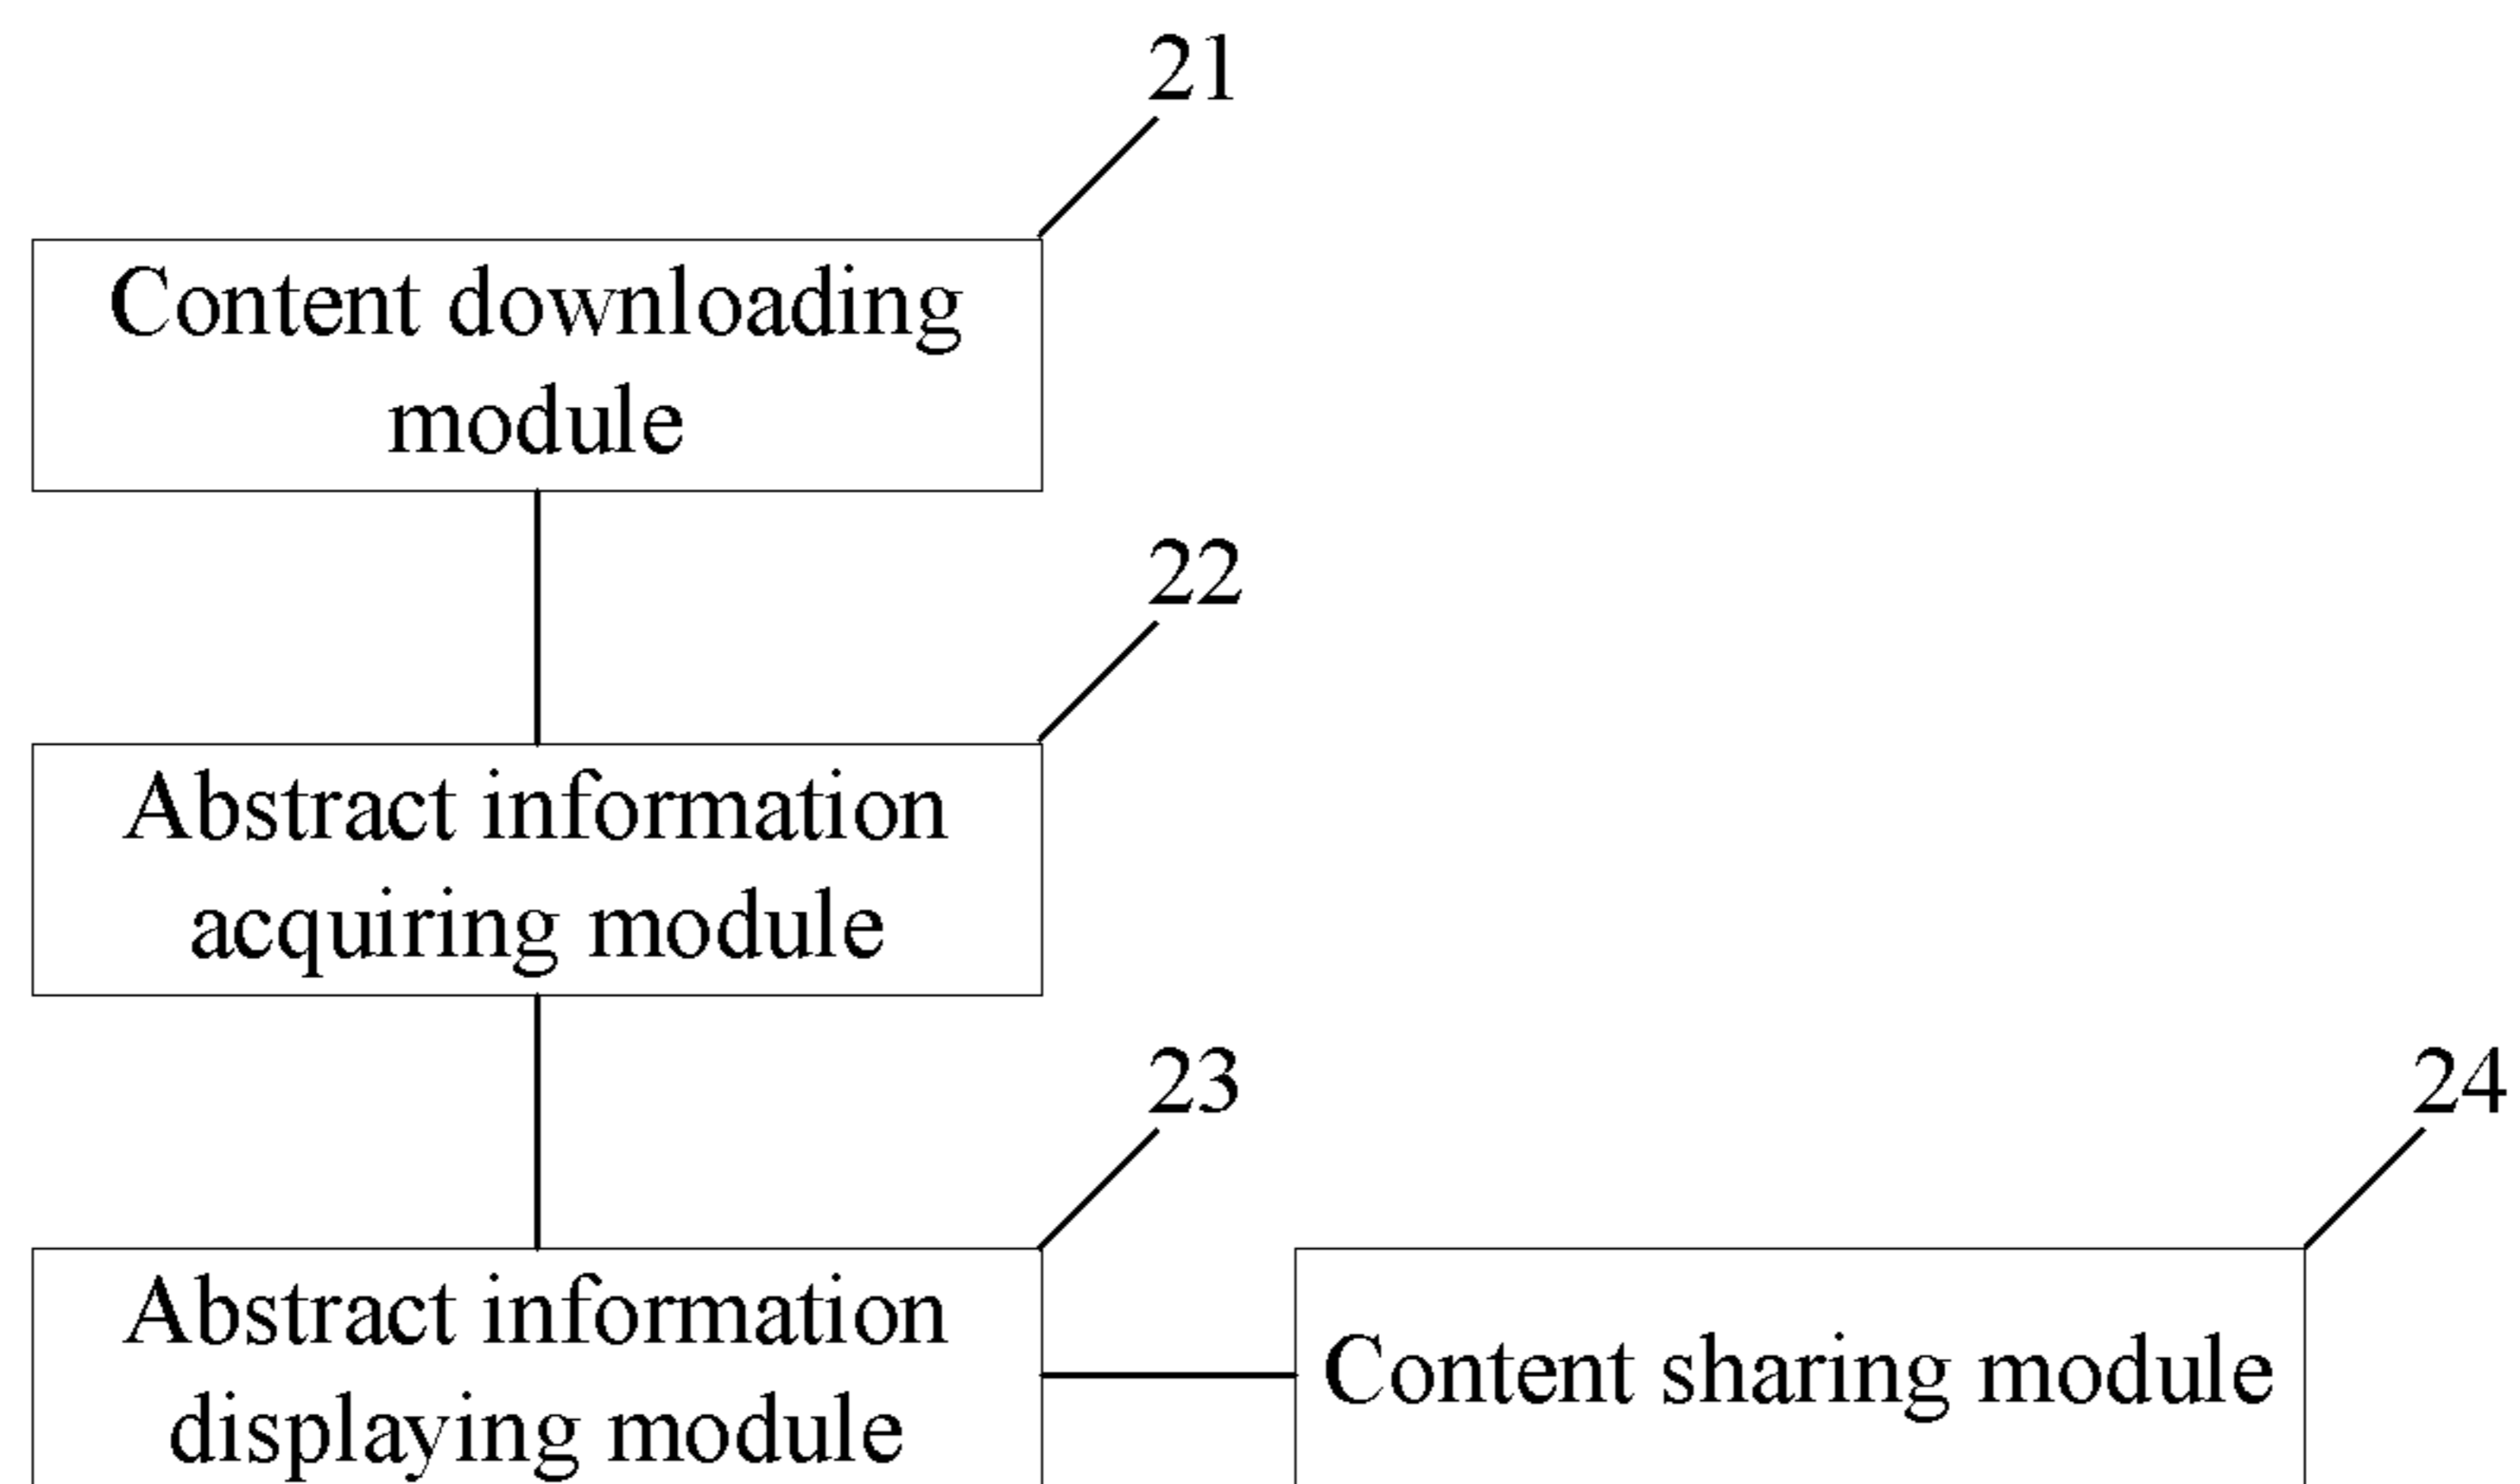 21
Content downloading
module
22
Abstract information
acquiring module
23
24
Abstract information
displaying module
Content sharing module